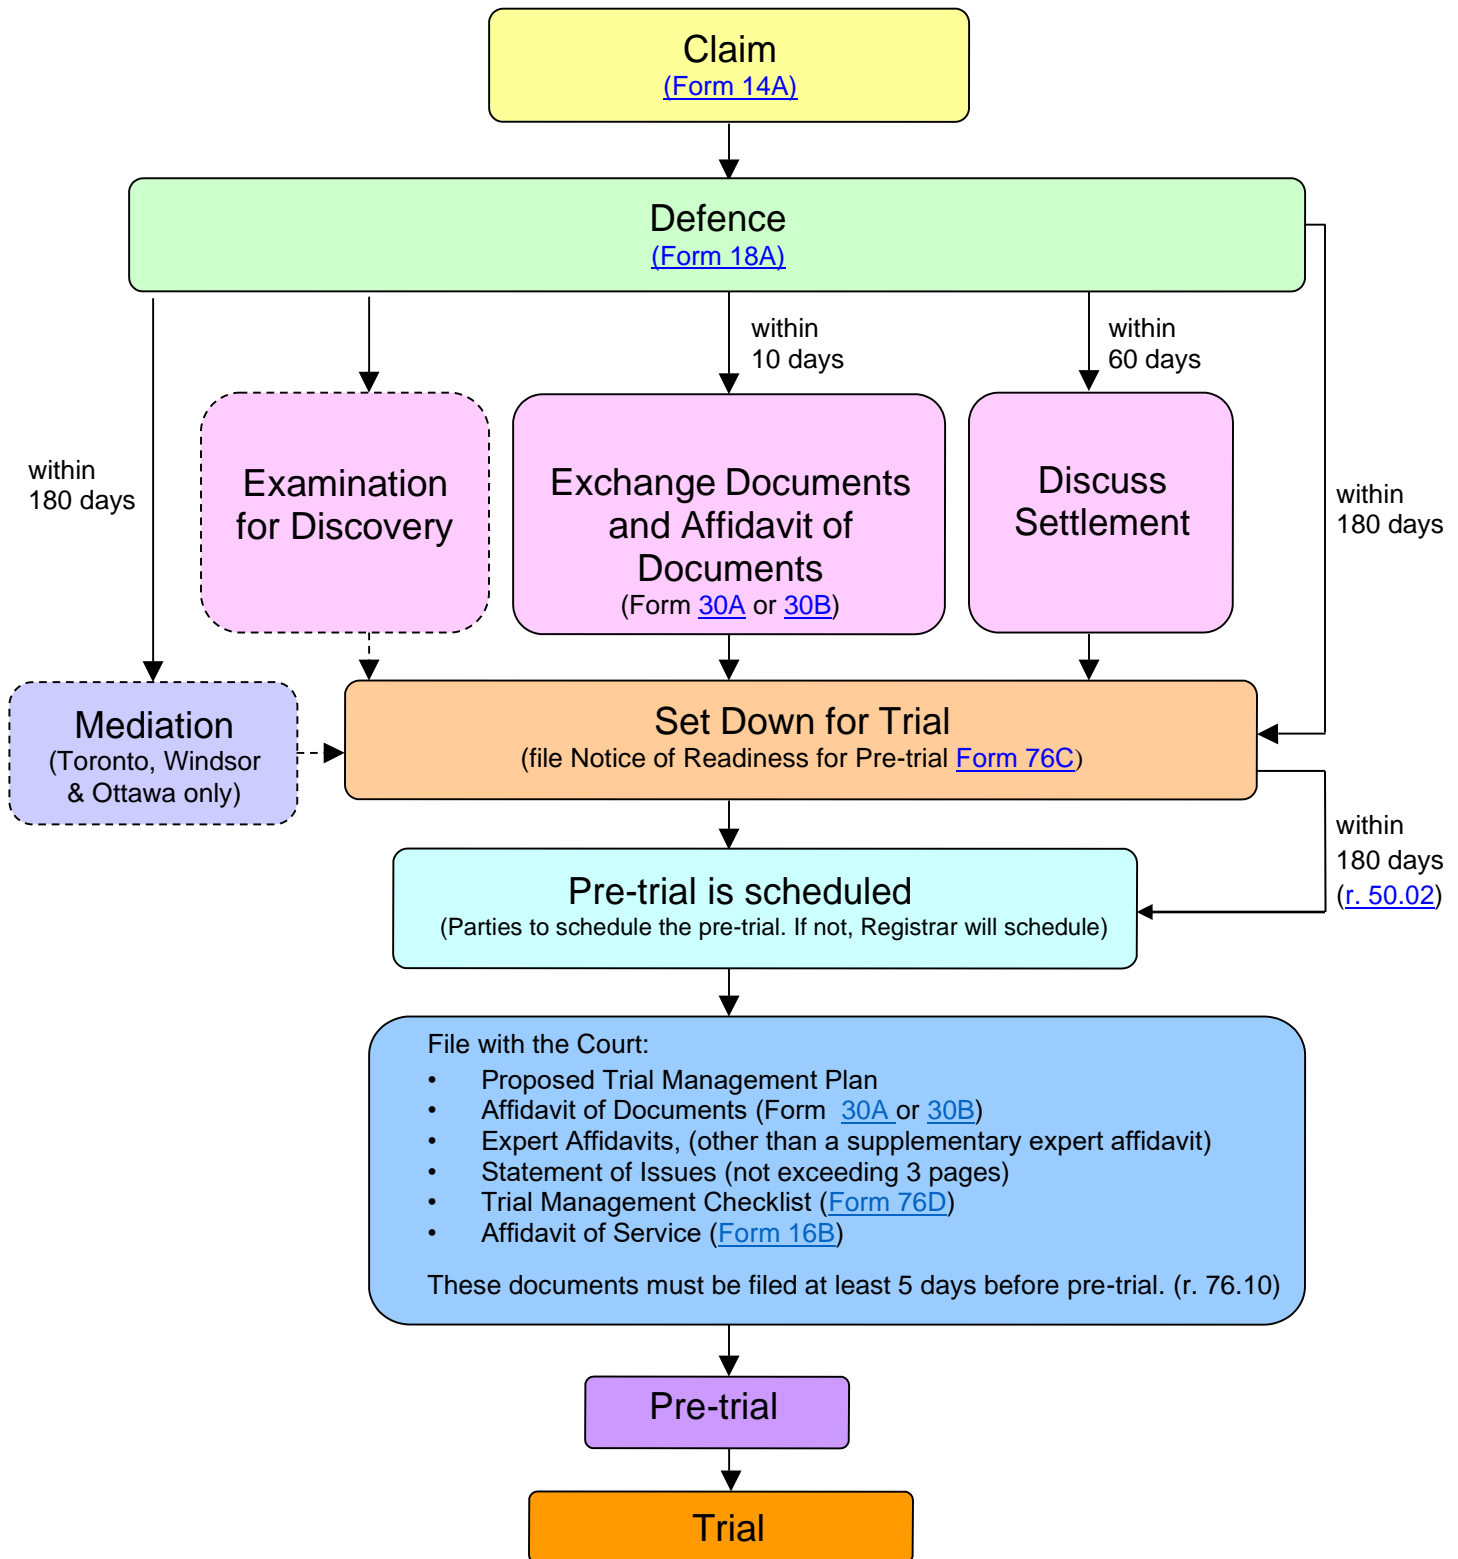 Claim
(Form 14A)
Defence
(Form 18A)
within
10 days
within
60 days
within
180 days
Examination
for Discovery
Exchange Documents
and Affidavit of
Documents
(Form 30A or 30B)
Discuss
Settlement
within
180 days
Mediation
(Toronto, Windsor
& Ottawa only)
Set Down for Trial
(file Notice of Readiness for Pre-trial Form 76C)
within
180 days
(r. 50.02)
Pre-trial is scheduled
(Parties to schedule the pre-trial. If not, Registrar will schedule)
File with the Court:
• Proposed Trial Management Plan
• Affidavit of Documents (Form 30A or 30B)
• Expert Affidavits, (other than a supplementary expert affidavit)
• Statement of Issues (not exceeding 3 pages)
• Trial Management Checklist (Form 76D)
• Affidavit of Service (Form 16B)
These documents must be filed at least 5 days before pre-trial. (r. 76.10)
Pre-trial
Trial